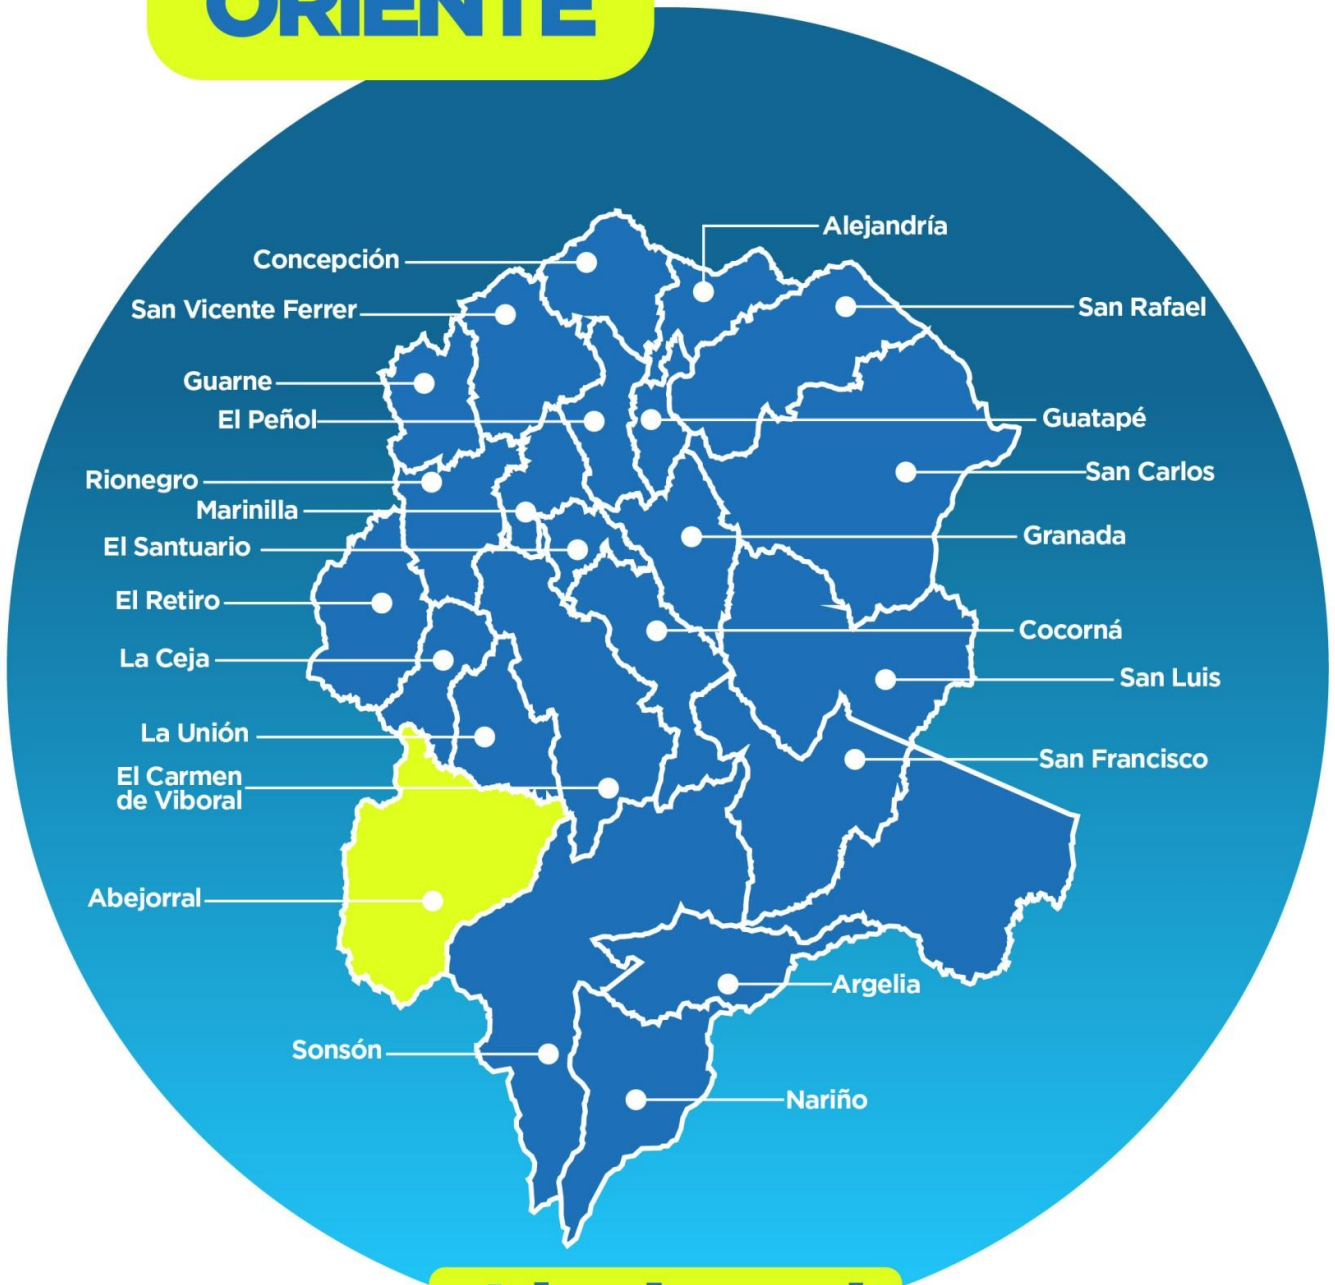 ORIENTE
Alejandría
Concepción
San Vicente Ferrer
San Rafael
Guarne
El Peñol
Guatapé
San Carlos
Rionegro
Marinilla
Granada
El Santuario
El Retiro
Cocorná
La Ceja
San Luis
La Unión
San Francisco
El Carmen
de Viboral
Abejorral
Argelia
Sonsón
Nariño